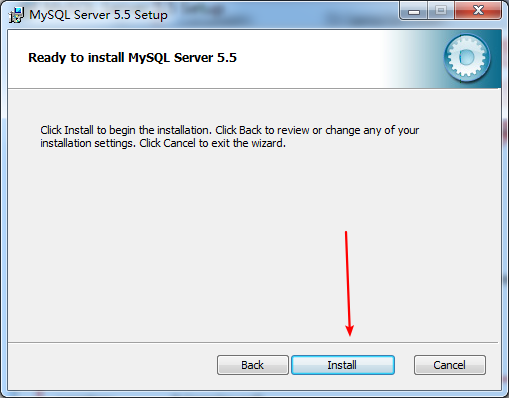 MySQL Server 5.5 Setup
Ready to install MySQL Server 5.5
Click Install to begin the installation. Click Back to review or change any of your
installation settings. Click Cancel to exit the wizard.
Back
Install
Cancel